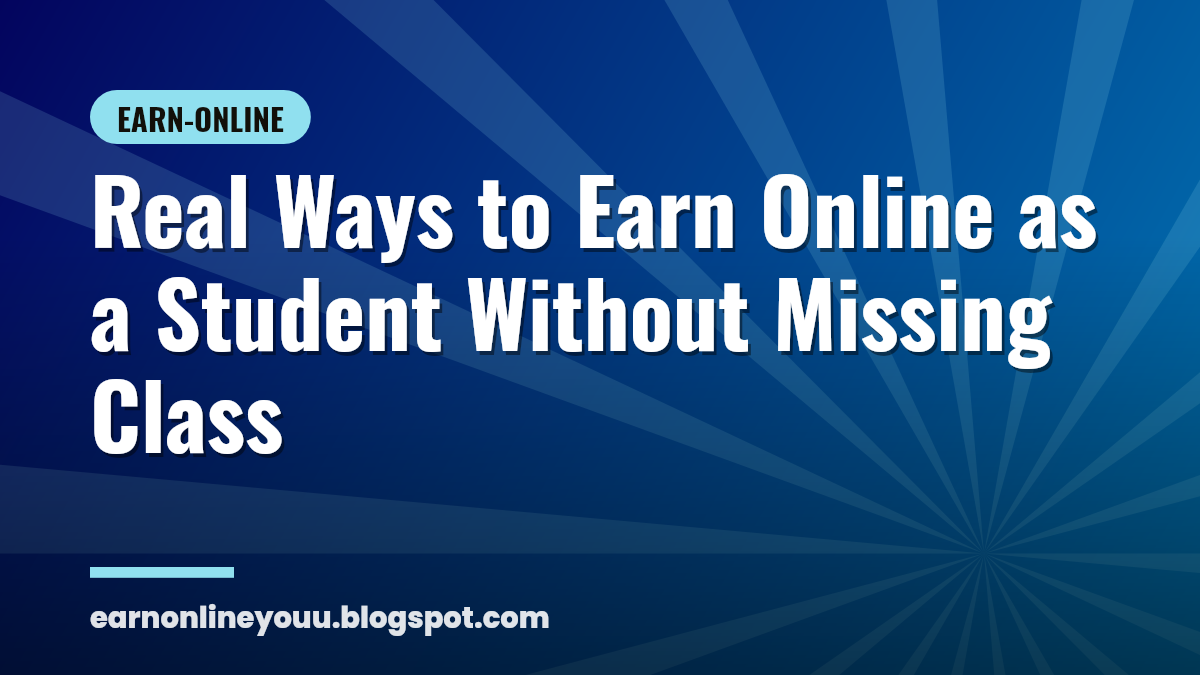 EARN-ONLINE
Real Ways to Earn Online as
a Student Without Missing
Class
earnonlineyouu.blogspot.com